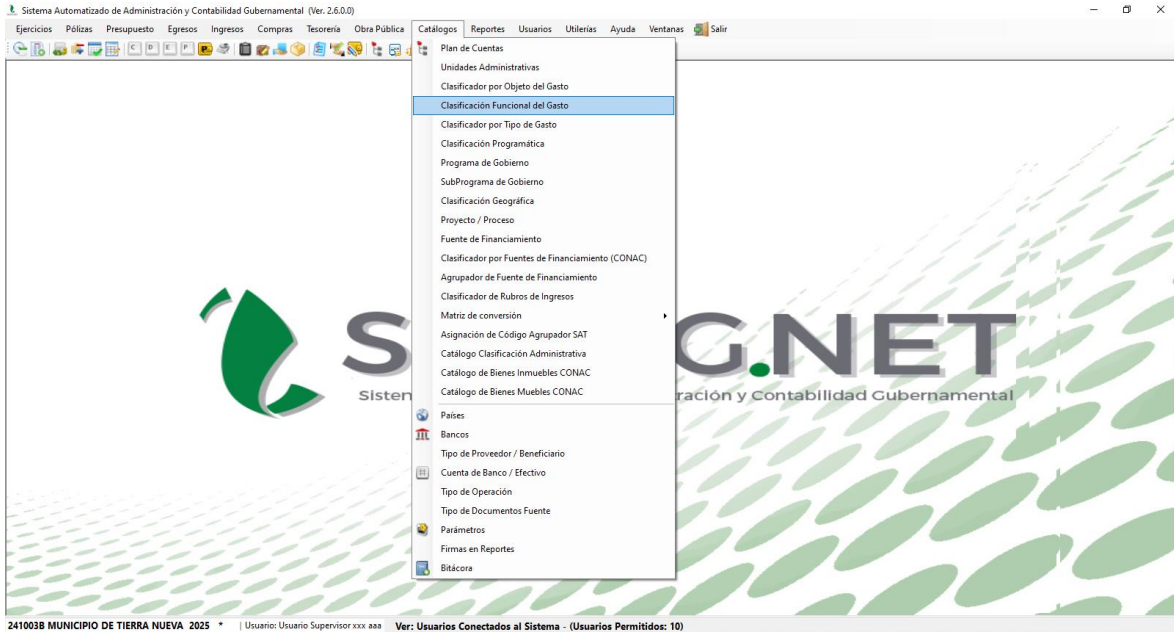 Sistema Automatizado de Administración y Contabilidad Gubernamental (Ver. 2.6.0.0)
Ejercicios Pólizas Presupuesto Egresos Ingresos Compras Tesorería Obra Pública Catálogos Reportes Usuarios Utilerías Ayuda Ventanas Salir
C D E P
Plan de Cuentas
Unidades Administrativas
Clasificador por Objeto del Gasto
Clasificación Funcional del Gasto
Clasificador por Tipo de Gasto
Clasificación Programática
Programa de Gobierno
SubPrograma de Gobierno
Clasificación Geográfica
Proyecto / Proceso
Fuente de Financiamiento
Clasificador por Fuentes de Financiamiento (CONAC)
Agrupador de Fuente de Financiamiento
Clasificador de Rubros de Ingresos
Matriz de conversión
Asignación de Código Agrupador SAT
Catálogo Clasificación Administrativa
Catálogo de Bienes Inmuebles CONAC
Catálogo de Bienes Muebles CONAC
Países
Bancos
Tipo de Proveedor / Beneficiario
Cuenta de Banco / Efectivo
Tipo de Operación
Tipo de Documentos Fuente
Parámetros
Firmas en Reportes
Bitácora
S G.NET
Sisten ración y Contabilidad Gubernamental
241003B MUNICIPIO DE TIERRA NUEVA 2025 * | Usuario: Usuario Supervisor xxx aaa Ver: Usuarios Conectados al Sistema - (Usuarios Permitidos: 10)